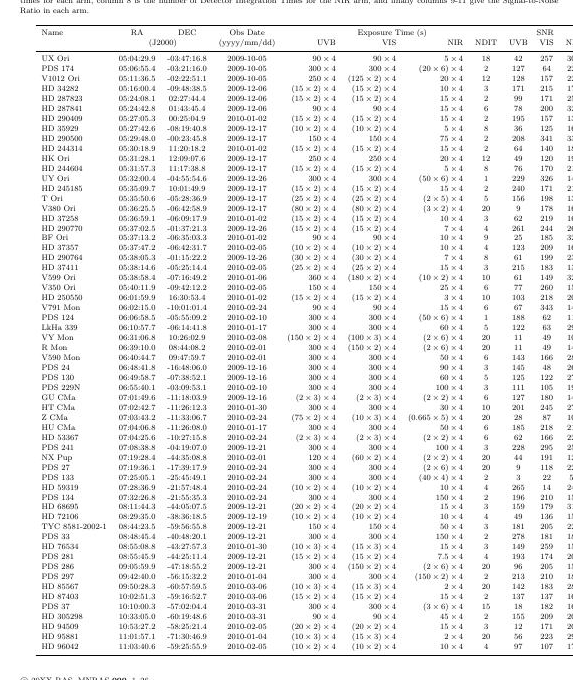 times for each arm, column 8 is the number of Detector Integration Times for the NIR arm, and finally columns 9-11 give the Signal-to-Noise
Ratio in each arm.
Name RA DEC Obs Date Exposure Time (s) SNR
(J2000) (yyyy/mm/dd) UVB VIS NIR NDIT UVB VIS
UX Ori 05:04:29.9 -03:47:16.8 2009-10-05 90 × 4 90 × 4 5 × 4 18 42 257
PDS 174 05:06:55.4 -03:21:16.0 2009-10-05 300 × 4 300 × 4 (20 × 6) × 4 2 127 64
V1012 Ori 05:11:36.5 -02:22:51.1 2009-10-05 250 × 4 (125 × 2) × 4 20 × 4 12 128 157
HD 34282 05:16:00.4 -09:48:38.5 2009-12-06 (15 × 2) × 4 (15 × 2) × 4 10 × 4 3 171 215
HD 287823 05:24:08.1 02:27:44.4 2009-12-06 (15 × 2) × 4 (15 × 2) × 4 15 × 4 2 99 171
HD 287841 05:24:42.8 01:43:45.4 2009-12-06 90 × 4 90 × 4 15 × 4 6 78 200
HD 290409 05:27:05.3 00:25:04.9 2010-01-02 (15 × 2) × 4 (15 × 2) × 4 15 × 4 2 195 157
HD 35929 05:27:42.6 -08:19:40.8 2009-12-17 (10 × 2) × 4 (10 × 2) × 4 5 × 4 8 36 125
HD 290500 05:29:48.0 -00:23:45.8 2009-12-17 150 × 4 150 × 4 75 × 4 2 208 341
HD 244314 05:30:18.9 11:20:18.2 2010-01-02 (15 × 2) × 4 (15 × 2) × 4 15 × 4 2 64 140
HK Ori 05:31:28.1 12:09:07.6 2009-12-17 250 × 4 250 × 4 20 × 4 12 49 120
HD 244604 05:31:57.3 11:17:38.8 2009-12-17 (15 × 2) × 4 (15 × 2) × 4 5 × 4 8 76 170
UY Ori 05:32:00.4 -04:55:54.6 2009-12-26 300 × 4 300 × 4 (50 × 6) × 4 1 229 326
HD 245185 05:35:09.7 10:01:49.9 2009-12-17 (15 × 2) × 4 (15 × 2) × 4 15 × 4 2 240 171
T Ori 05:35:50.6 -05:28:36.9 2009-12-17 (25 × 2) × 4 (25 × 2) × 4 (2 × 5) × 4 5 156 198
V380 Ori 05:36:25.5 -06:42:58.9 2009-12-17 (80 × 2) × 4 (80 × 2) × 4 (3 × 2) × 4 20 9 178
HD 37258 05:36:59.1 -06:09:17.9 2010-01-02 (15 × 2) × 4 (15 × 2) × 4 10 × 4 3 62 219
HD 290770 05:37:02.5 -01:37:21.3 2009-12-26 (15 × 2) × 4 (15 × 2) × 4 7 × 4 4 261 244
BF Ori 05:37:13.2 -06:35:03.3 2010-01-02 90 × 4 90 × 4 10 × 4 9 25 185
HD 37357 05:37:47.2 -06:42:31.7 2010-02-05 (10 × 2) × 4 (10 × 2) × 4 10 × 4 4 123 209
HD 290764 05:38:05.3 -01:15:22.2 2009-12-26 (30 × 2) × 4 (30 × 2) × 4 7 × 4 8 61 199
HD 37411 05:38:14.6 -05:25:14.4 2010-02-05 (25 × 2) × 4 (25 × 2) × 4 15 × 4 3 215 183
V599 Ori 05:38:58.4 -07:16:49.2 2010-01-06 360 × 4 (180 × 2) × 4 (10 × 2) × 4 10 61 149
V350 Ori 05:40:11.9 -09:42:12.2 2010-02-05 150 × 4 150 × 4 25 × 4 6 77 260
HD 250550 06:01:59.9 16:30:53.4 2010-01-02 (15 × 2) × 4 (15 × 2) × 4 3 × 4 10 103 218
V791 Mon 06:02:15.0 -10:01:01.4 2010-02-24 90 × 4 90 × 4 15 × 4 6 67 343
PDS 124 06:06:58.5 -05:55:09.2 2010-02-10 300 × 4 300 × 4 (50 × 6) × 4 1 188 62
LkHa 339 06:10:57.7 -06:14:41.8 2010-01-17 300 × 4 300 × 4 60 × 4 5 122 63
VY Mon 06:31:06.8 10:26:02.9 2010-02-08 (150 × 2) × 4 (100 × 3) × 4 (2 × 6) × 4 20 11 49
R Mon 06:39:10.0 08:44:08.2 2010-02-01 300 × 4 (150 × 2) × 4 (2 × 6) × 4 20 11 49
V590 Mon 06:40:44.7 09:47:59.7 2010-02-01 300 × 4 300 × 4 50 × 4 6 143 166
PDS 24 06:48:41.8 -16:48:06.0 2009-12-16 300 × 4 300 × 4 90 × 4 3 145 48
PDS 130 06:49:58.7 -07:38:52.1 2009-12-16 300 × 4 300 × 4 60 × 4 5 125 122
PDS 229N 06:55:40.1 -03:09:53.1 2010-02-10 300 × 4 300 × 4 100 × 4 3 111 105
GU CMa 07:01:49.6 -11:18:03.9 2009-12-16 (2 × 3) × 4 (2 × 3) × 4 (2 × 2) × 4 6 127 180
HT CMa 07:02:42.7 -11:26:12.3 2010-01-30 300 × 4 300 × 4 30 × 4 10 201 245
Z CMa 07:03:43.2 -11:33:06.7 2010-02-24 (75 × 2) × 4 (10 × 3) × 4 (0.665 × 5) × 4 20 28 87
HU CMa 07:04:06.8 -11:26:08.0 2010-01-17 300 × 4 300 × 4 50 × 4 6 185 218
HD 53367 07:04:25.6 -10:27:15.8 2010-02-24 (2 × 3) × 4 (2 × 3) × 4 (2 × 2) × 4 6 62 166
PDS 241 07:08:38.8 -04:19:07.0 2009-12-21 300 × 4 300 × 4 100 × 4 3 228 295
NX Pup 07:19:28.4 -44:35:08.8 2010-02-01 120 × 4 (60 × 2) × 4 (2 × 2) × 4 20 44 191
PDS 27 07:19:36.1 -17:39:17.9 2010-02-24 300 × 4 300 × 4 (2 × 6) × 4 20 9 118
PDS 133 07:25:05.1 -25:45:49.1 2010-02-24 300 × 4 300 × 4 (40 × 4) × 4 2 3 22
HD 59319 07:28:36.9 -21:57:48.4 2010-02-24 (10 × 2) × 4 (10 × 2) × 4 10 × 4 4 265 14
PDS 134 07:32:26.8 -21:55:35.3 2010-02-24 300 × 4 300 × 4 150 × 4 2 196 210
HD 68695 08:11:44.3 -44:05:07.5 2009-12-21 (20 × 2) × 4 (20 × 2) × 4 15 × 4 3 159 179
HD 72106 08:29:35.0 -38:36:18.5 2009-12-19 (10 × 2) × 4 (10 × 2) × 4 10 × 4 4 49 136
TYC 8581-2002-1 08:44:23.5 -59:56:55.8 2009-12-21 150 × 4 150 × 4 50 × 4 3 181 205
PDS 33 08:48:45.4 -40:48:20.1 2009-12-21 300 × 4 300 × 4 150 × 4 2 278 181
HD 76534 08:55:08.8 -43:27:57.3 2010-01-30 (10 × 3) × 4 (15 × 3) × 4 15 × 4 3 149 259
PDS 281 08:55:45.9 -44:25:11.4 2009-12-21 (15 × 2) × 4 (15 × 2) × 4 7.5 × 4 4 193 174
PDS 286 09:05:59.9 -47:18:55.2 2009-12-21 300 × 4 (150 × 2) × 4 (2 × 6) × 4 20 96 205
PDS 297 09:42:40.0 -56:15:32.2 2010-01-04 300 × 4 300 × 4 (150 × 2) × 4 2 213 210
HD 85567 09:50:28.3 -60:57:59.5 2010-03-06 (10 × 3) × 4 (10 × 3) × 4 2 × 4 20 142 183
HD 87403 10:02:51.3 -59:16:52.7 2010-03-06 (15 × 2) × 4 (15 × 2) × 4 15 × 4 2 137 137
PDS 37 10:10:00.3 -57:02:04.4 2010-03-31 300 × 4 300 × 4 (3 × 6) × 4 15 18 182
HD 305298 10:33:05.0 -60:19:48.6 2010-03-31 90 × 4 90 × 4 45 × 4 2 155 209
HD 94509 10:53:27.2 -58:25:21.4 2010-02-05 (20 × 2) × 4 (20 × 2) × 4 15 × 4 3 12 171
HD 95881 11:01:57.1 -71:30:46.9 2010-01-04 (10 × 3) × 4 (15 × 2) × 4 2 × 4 20 56 223
HD 96042 11:03:40.6 -59:25:55.9 2010-02-05 (10 × 2) × 4 (10 × 2) × 4 10 × 4 4 97 107